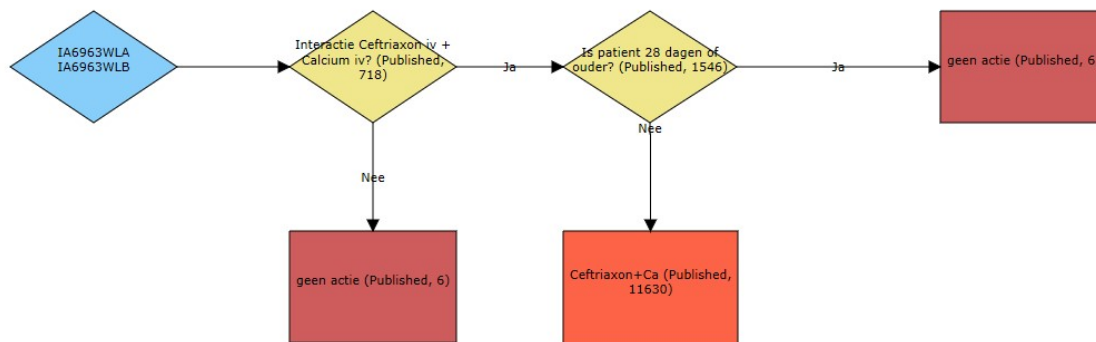 IA6963WLA
IA6963WLB
Interactie Ceftriaxon iv +
Calcium iv? (Published,
718)
Ja
Is patient 28 dagen of
ouder? (Published, 1546)
Ja
geen actie (Published, 6
Nee
Nee
geen actie (Published, 6)
Ceftriaxon+Ca (Published,
11630)